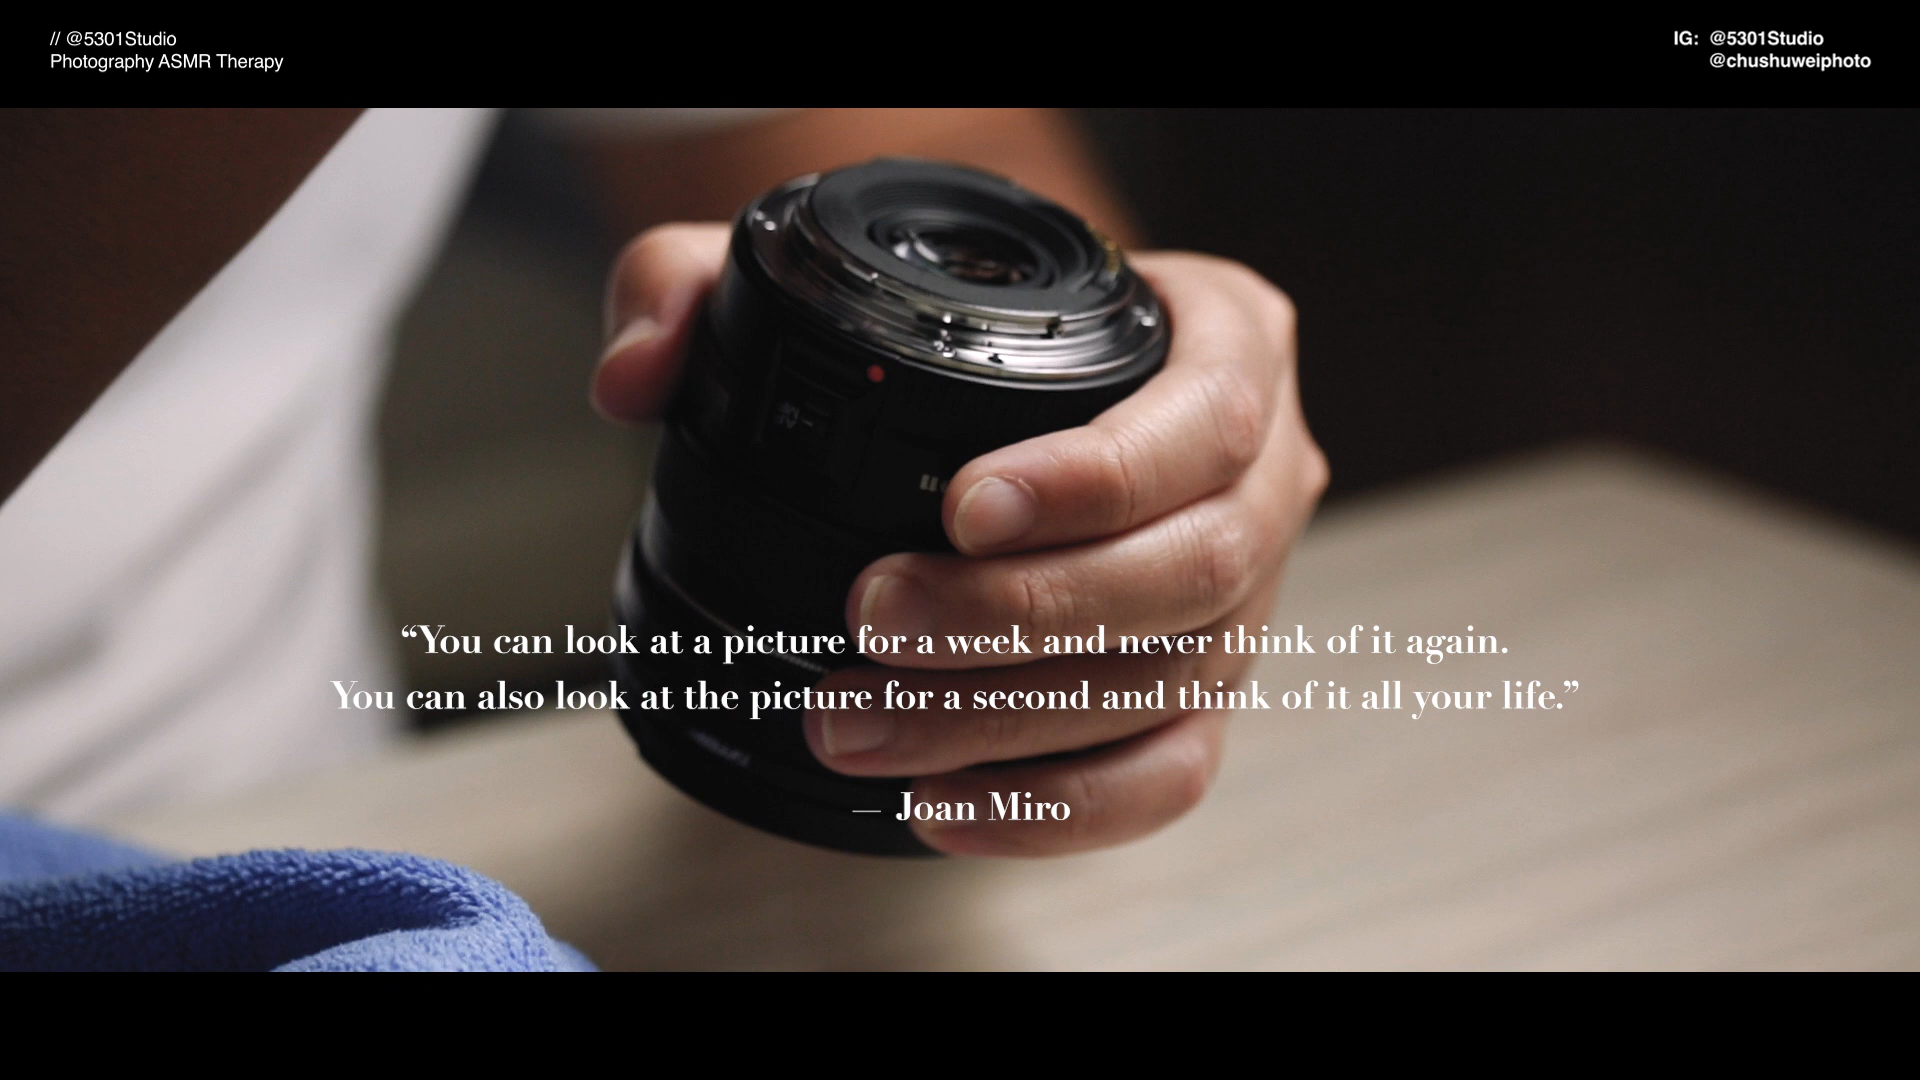 // @5301Studio
Photography ASMR Therapy
IG: @5301Studio
@chushuweiphoto
“You can look at a picture for a week and never think of it again.
You can also look at the picture for a second and think of it all your life.”
— Joan Miro